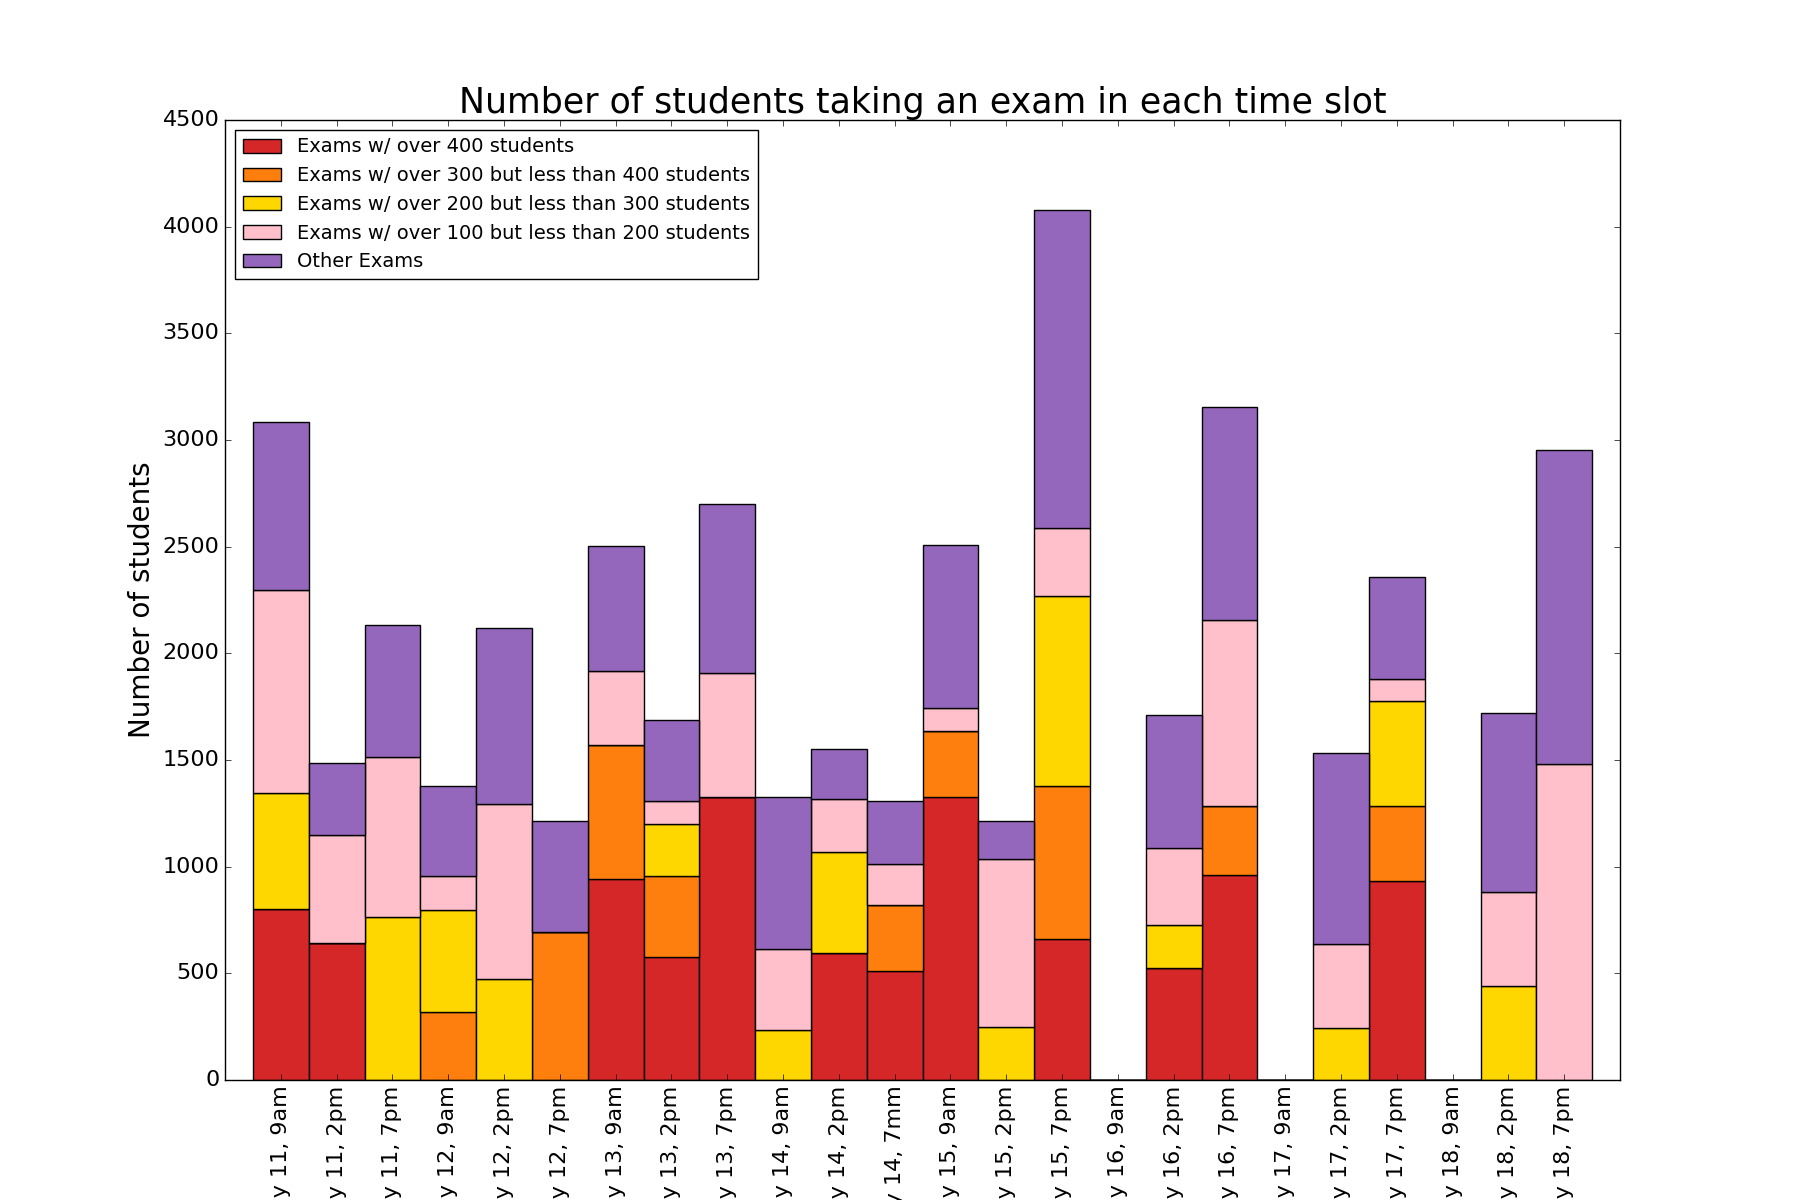 Number of students taking an exam in each time slot
Exams w/ over 400 students
Exams w/ over 300 but less than 400 students
Exams w/ over 200 but less than 300 students
Exams w/ over 100 but less than 200 students
Other Exams
Number of students
4500
4000
3500
3000
2500
2000
1500
1000
500
0
y 11, 9am
y 11, 2pm
y 11, 7pm
y 12, 9am
y 12, 2pm
y 12, 7pm
y 13, 9am
y 13, 2pm
y 13, 7pm
y 14, 9am
y 14, 2pm
y 14, 7mm
y 15, 9am
y 15, 2pm
y 15, 7pm
y 16, 9am
y 16, 2pm
y 16, 7pm
y 17, 9am
y 17, 2pm
y 17, 7pm
y 18, 9am
y 18, 2pm
y 18, 7pm